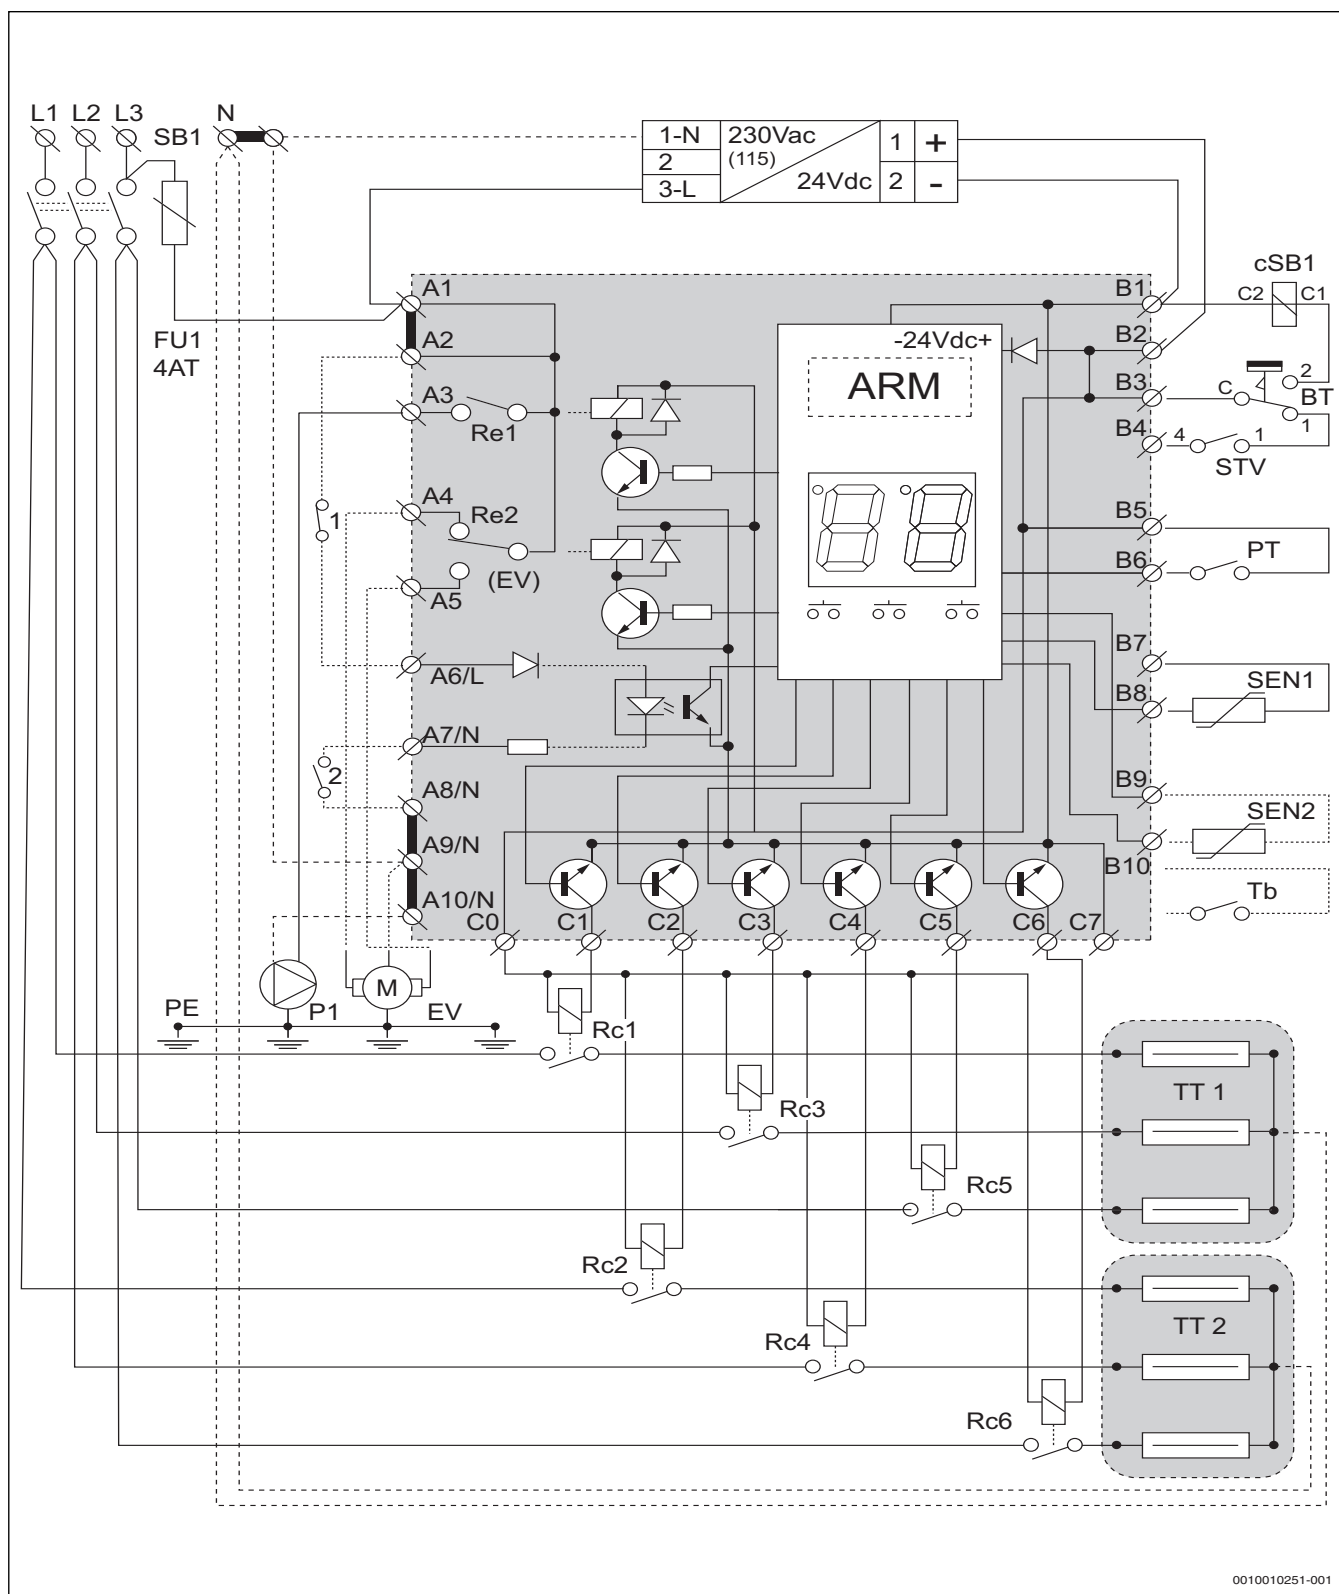 L1 L2 L3 SB1 N
1-N 230Vac 1 +
2 (115)
3-L 24Vdc 2 -
FU1
4AT
A1
A2
A3
Re1
A4
Re2
(EV)
A5
A6/L
A7/N
A8/N
A9/N
A10/N
1
2
-24Vdc+
ARM
88
B1
B2
B3
B4
B5
B6
B7
B8
B9
B10
cSB1
C2 C1
2
C BT
1
4 1
STV
PT
SEN1
SEN2
Tb
C0 C1 C2 C3 C4 C5 C6 C7
PE P1 M EV
Rc1
Rc3
Rc5
Rc2
Rc4
Rc6
TT 1
TT 2
0010010251-001